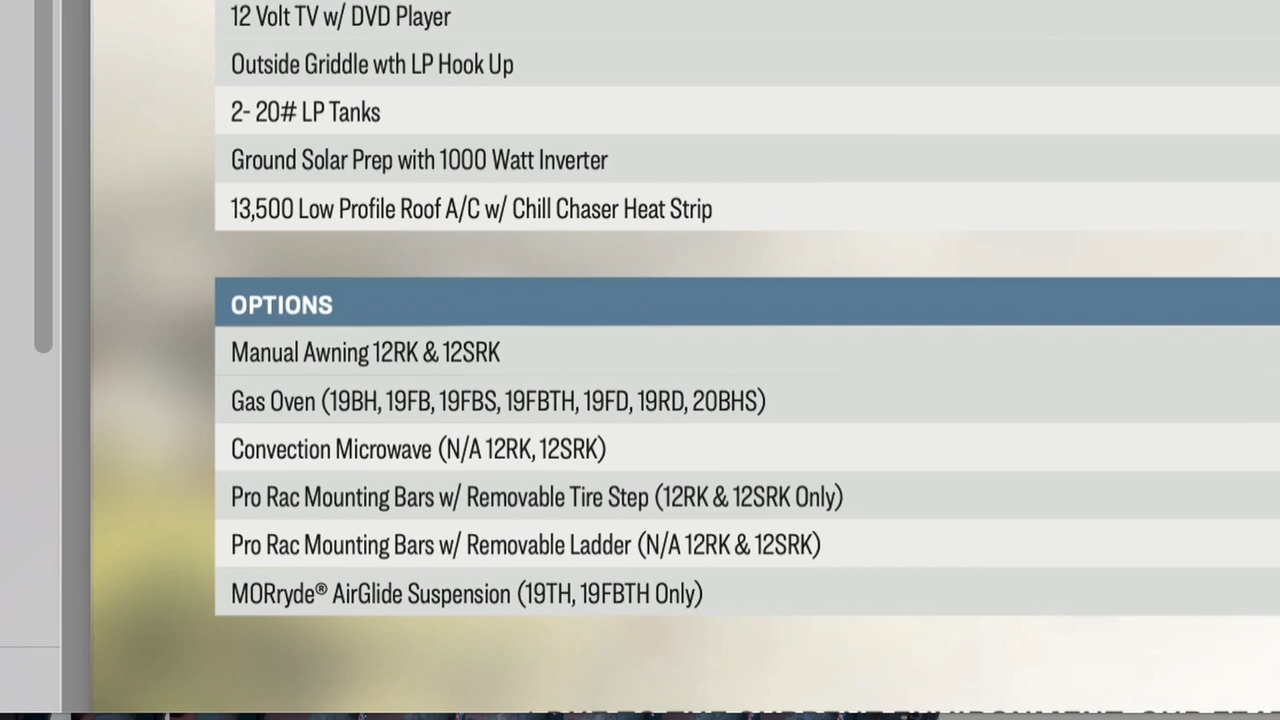 12 Volt TV w/ DVD Player
Outside Griddle wth LP Hook Up
2- 20# LP Tanks
Ground Solar Prep with 1000 Watt Inverter
13,500 Low Profile Roof A/C w/ Chill Chaser Heat Strip
OPTIONS
Manual Awning 12RK & 12SRK
Gas Oven (19BH, 19FB, 19FBS, 19FBTH, 19FD, 19RD, 20BHS)
Convection Microwave (N/A 12RK, 12SRK)
Pro Rac Mounting Bars w/ Removable Tire Step (12RK & 12SRK Only)
Pro Rac Mounting Bars w/ Removable Ladder (N/A 12RK & 12SRK)
MORryde® AirGlide Suspension (19TH, 19FBTH Only)